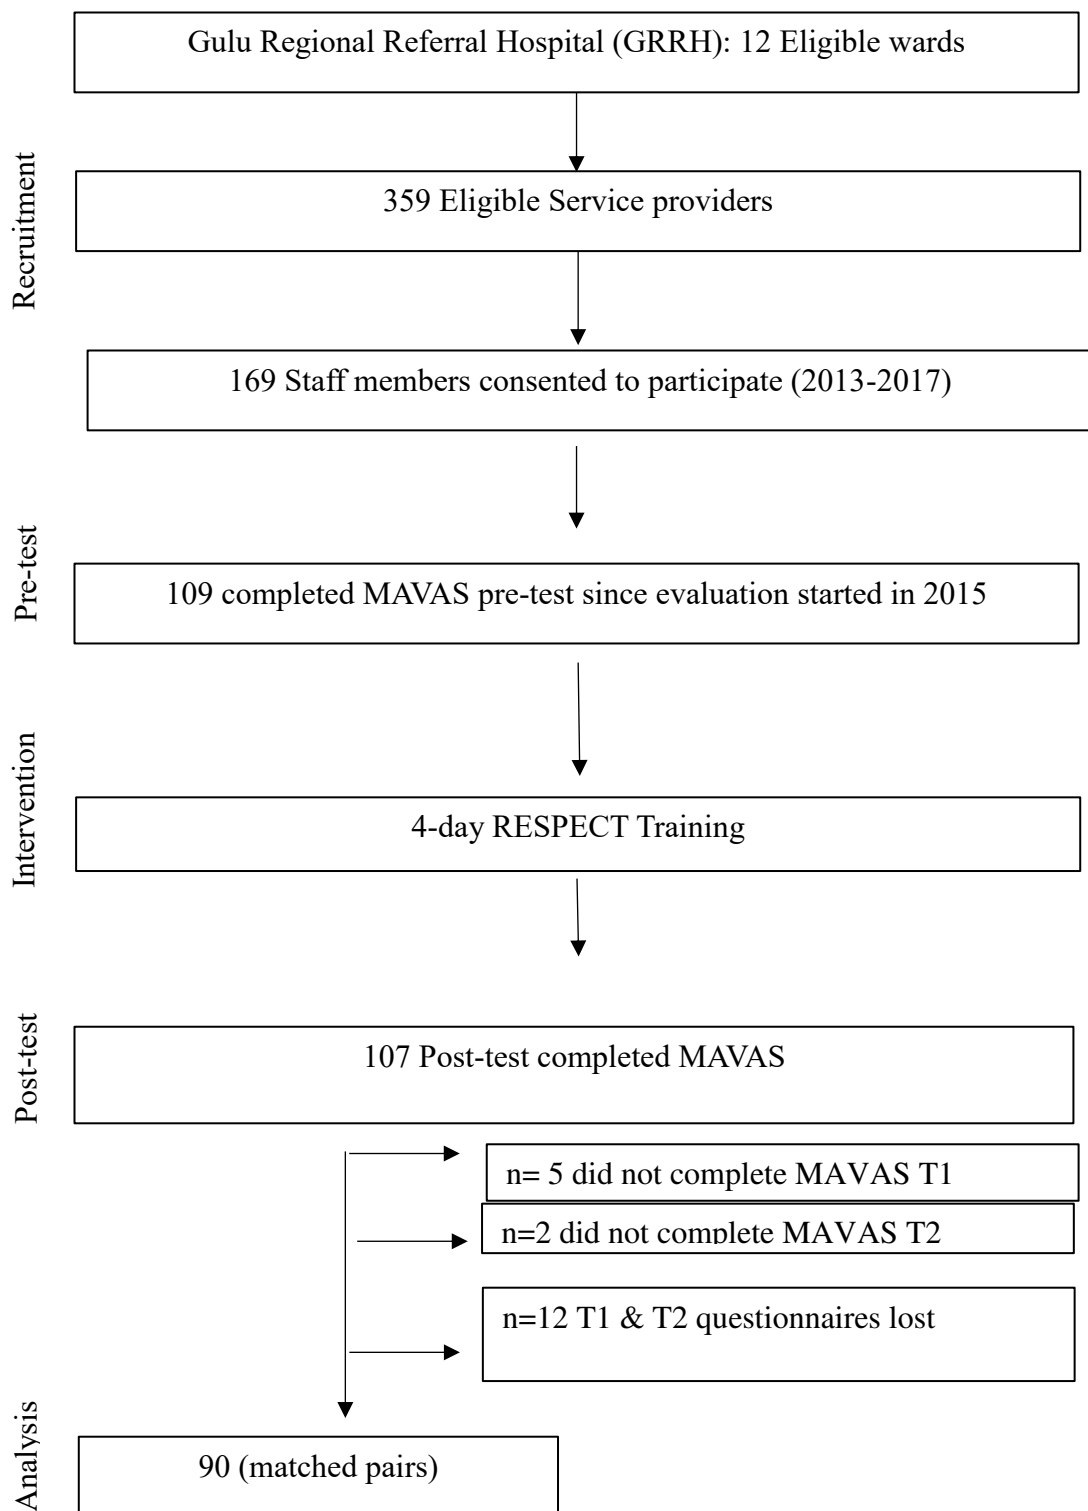 Gulu Regional Referral Hospital (GRRH): 12 Eligible wards
Recruitment
359 Eligible Service providers
169 Staff members consented to participate (2013-2017)
Pre-test
109 completed MAVAS pre-test since evaluation started in 2015
Intervention
4-day RESPECT Training
Post-test
107 Post-test completed MAVAS
n= 5 did not complete MAVAS T1
n=2 did not complete MAVAS T2
n=12 T1 & T2 questionnaires lost
Analysis
90 (matched pairs)